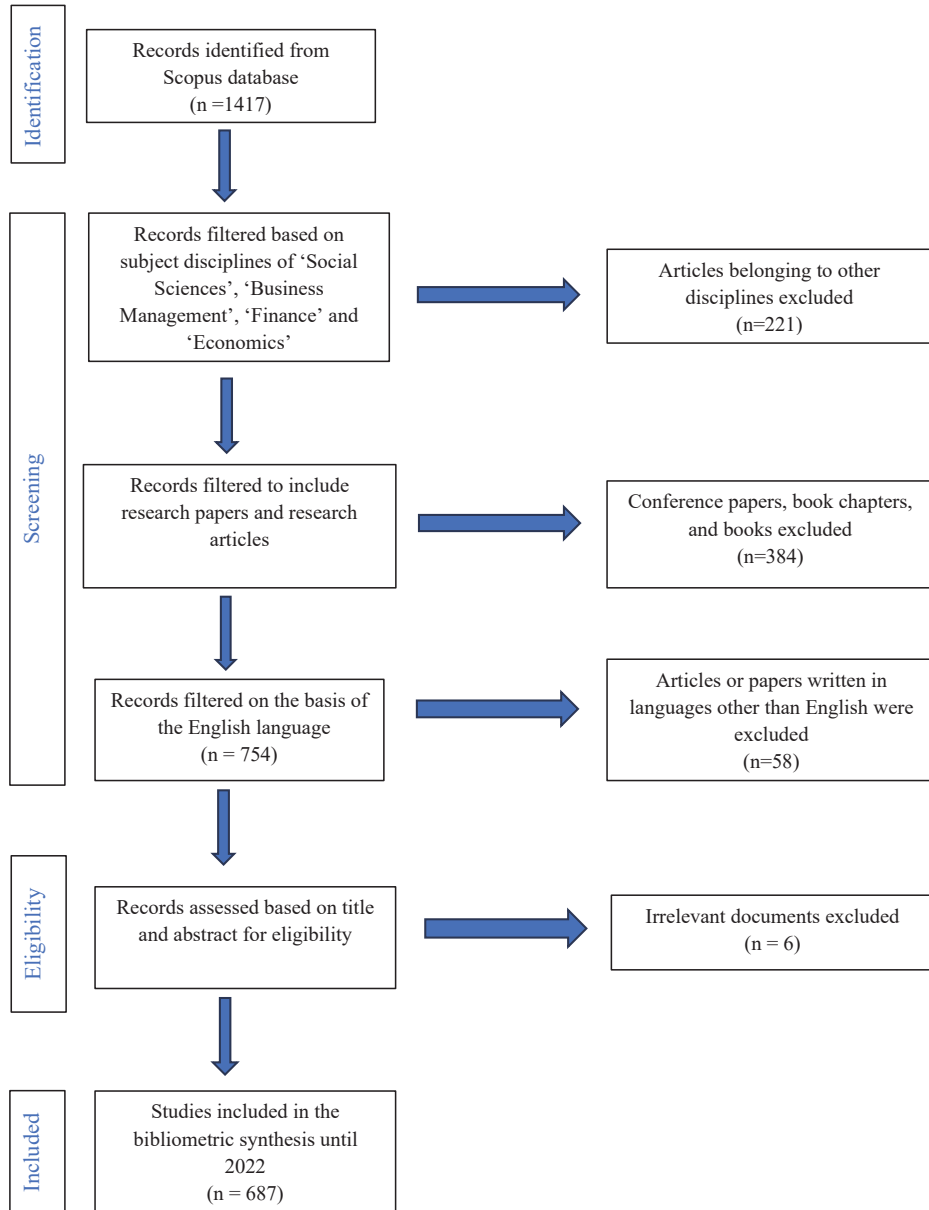 Identification
Records identified from
Scopus database
(n =1417)
Screening
Records filtered based on
subject disciplines of ‘Social
Sciences’, ‘Business
Management’, ‘Finance’ and
‘Economics’
Articles belonging to other
disciplines excluded
(n=221)
Records filtered to include
research papers and research
articles
Conference papers, book chapters,
and books excluded
(n=384)
Records filtered on the basis of
the English language
(n = 754)
Articles or papers written in
languages other than English were
excluded
(n=58)
Eligibility
Records assessed based on title
and abstract for eligibility
Irrelevant documents excluded
(n = 6)
Included
Studies included in the
bibliometric synthesis until
2022
(n = 687)